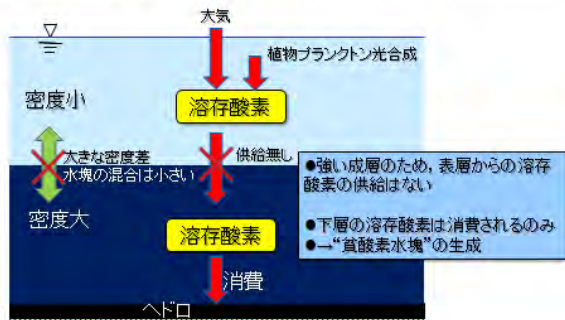 大気
植物プランクトン光合成
密度小
溶存酸素
大きな密度差
水塊の混合は小さい
供給無し
●強い成層のため，表層からの溶存
酸素の供給はない
●下層の溶存酸素は消費されるのみ
●→“貧酸素水塊”の生成
密度大
溶存酸素
消費
ヘドロ